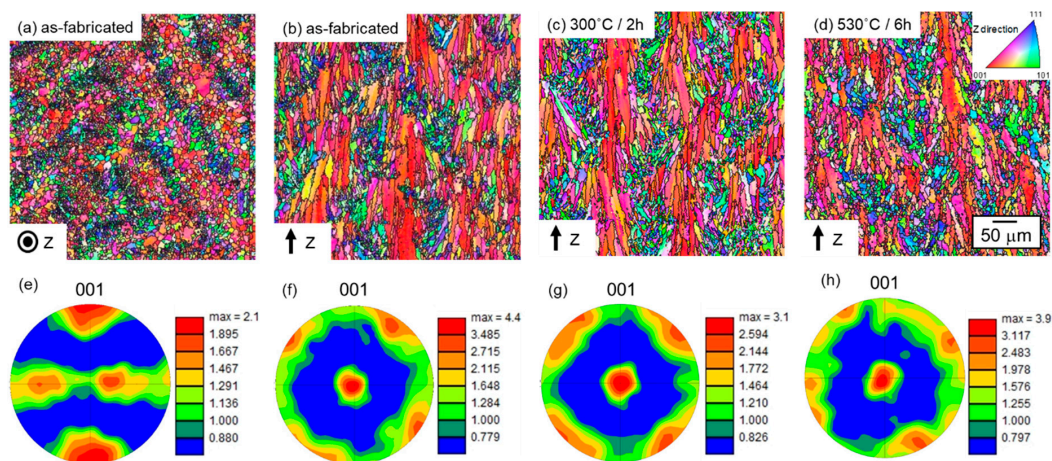 (a) as-fabricated
(b) as-fabricated
(c) 300°C / 2h
(d) 530°C / 6h
111
Z direction
001
101
Z
Z
Z
Z
50 μm
(e)
001
max = 2.1
1.895
1.667
1.467
1.291
1.136
1.000
0.880
(f)
001
max = 4.4
3.485
2.715
2.115
1.648
1.284
1.000
0.779
(g)
001
max = 3.1
2.594
2.144
1.772
1.464
1.210
1.000
0.826
(h)
001
max = 3.9
3.117
2.483
1.978
1.576
1.255
1.000
0.797